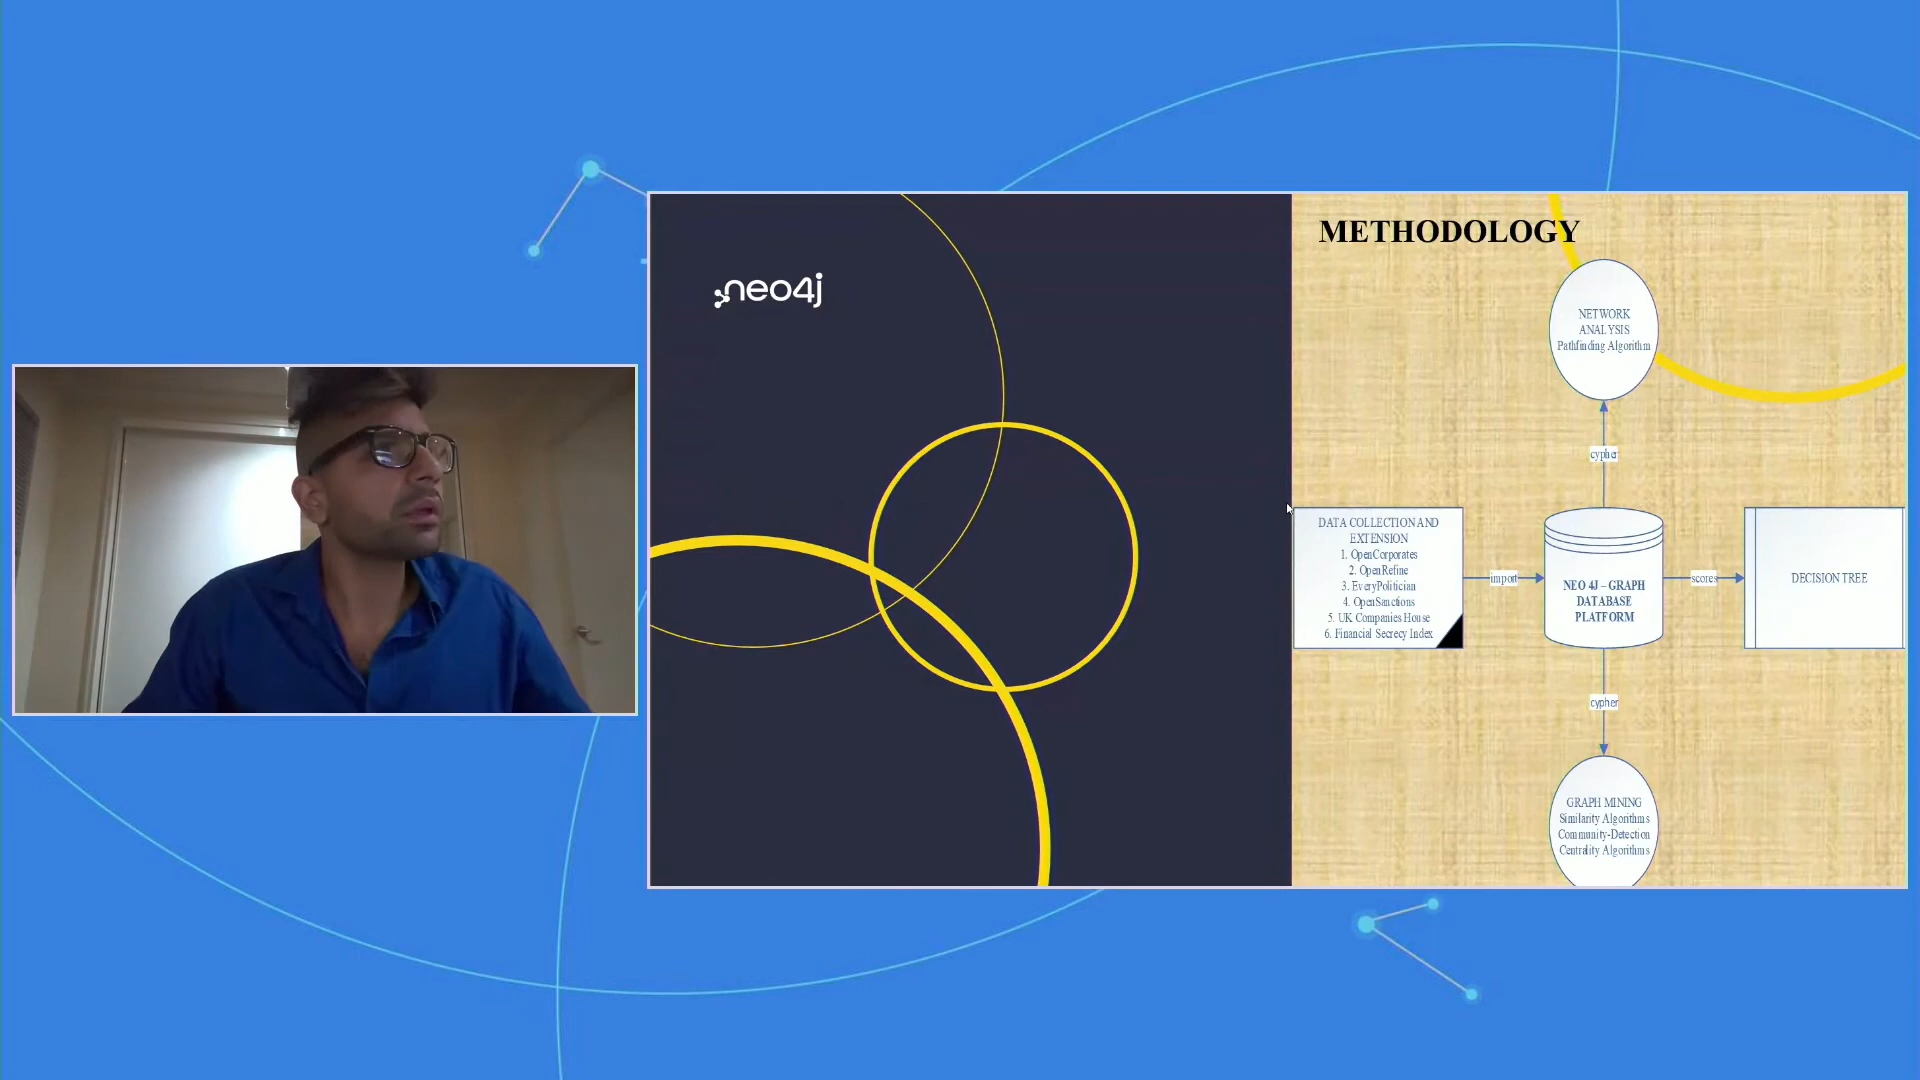 neo4j
METHODOLOGY
NETWORK
ANALYSIS
Pathfinding Algorithm
cypher
DATA COLLECTION AND
EXTENSION
1. OpenCorporates
2. OpenRefine
3. EveryPolitician
4. OpenSanctions
5. UK Companies House
6. Financial Secrecy Index
import
NEO 4J – GRAPH
DATABASE
PLATFORM
scores
DECISION TREE
cypher
GRAPH MINING
Similarity Algorithms
Community-Detection
Centrality Algorithms